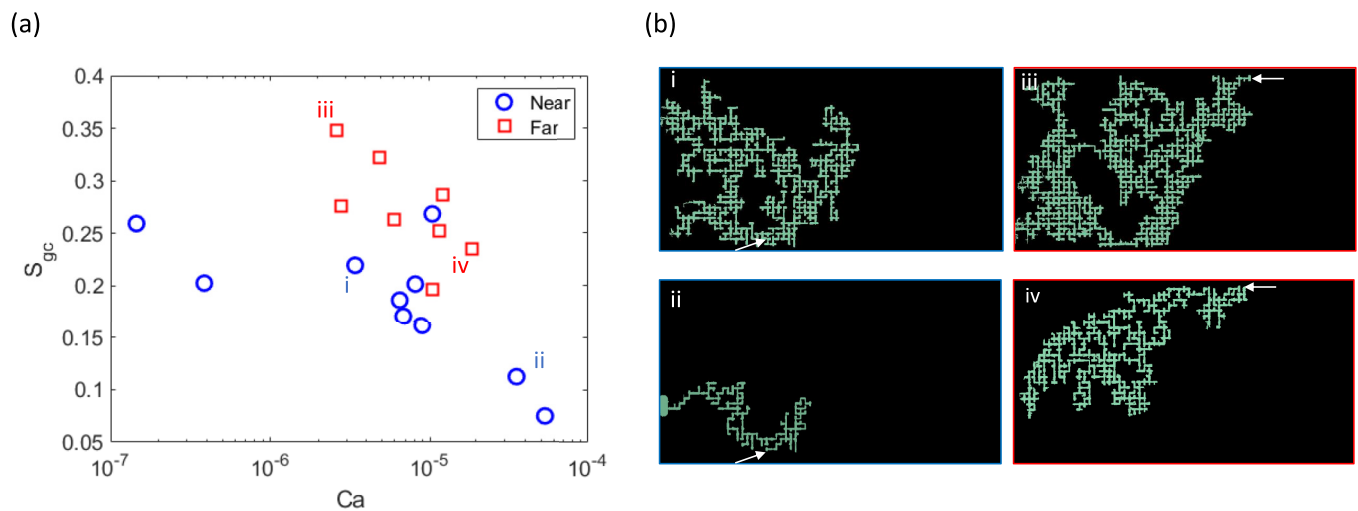 (a)
(b)
0.4
0.35
0.3
0.25
0.2
0.15
0.1
0.05
S_gc
10^-7
10^-6
10^-5
10^-4
Ca
Near
Far
iii
i
iv
ii
i
iii
ii
iv